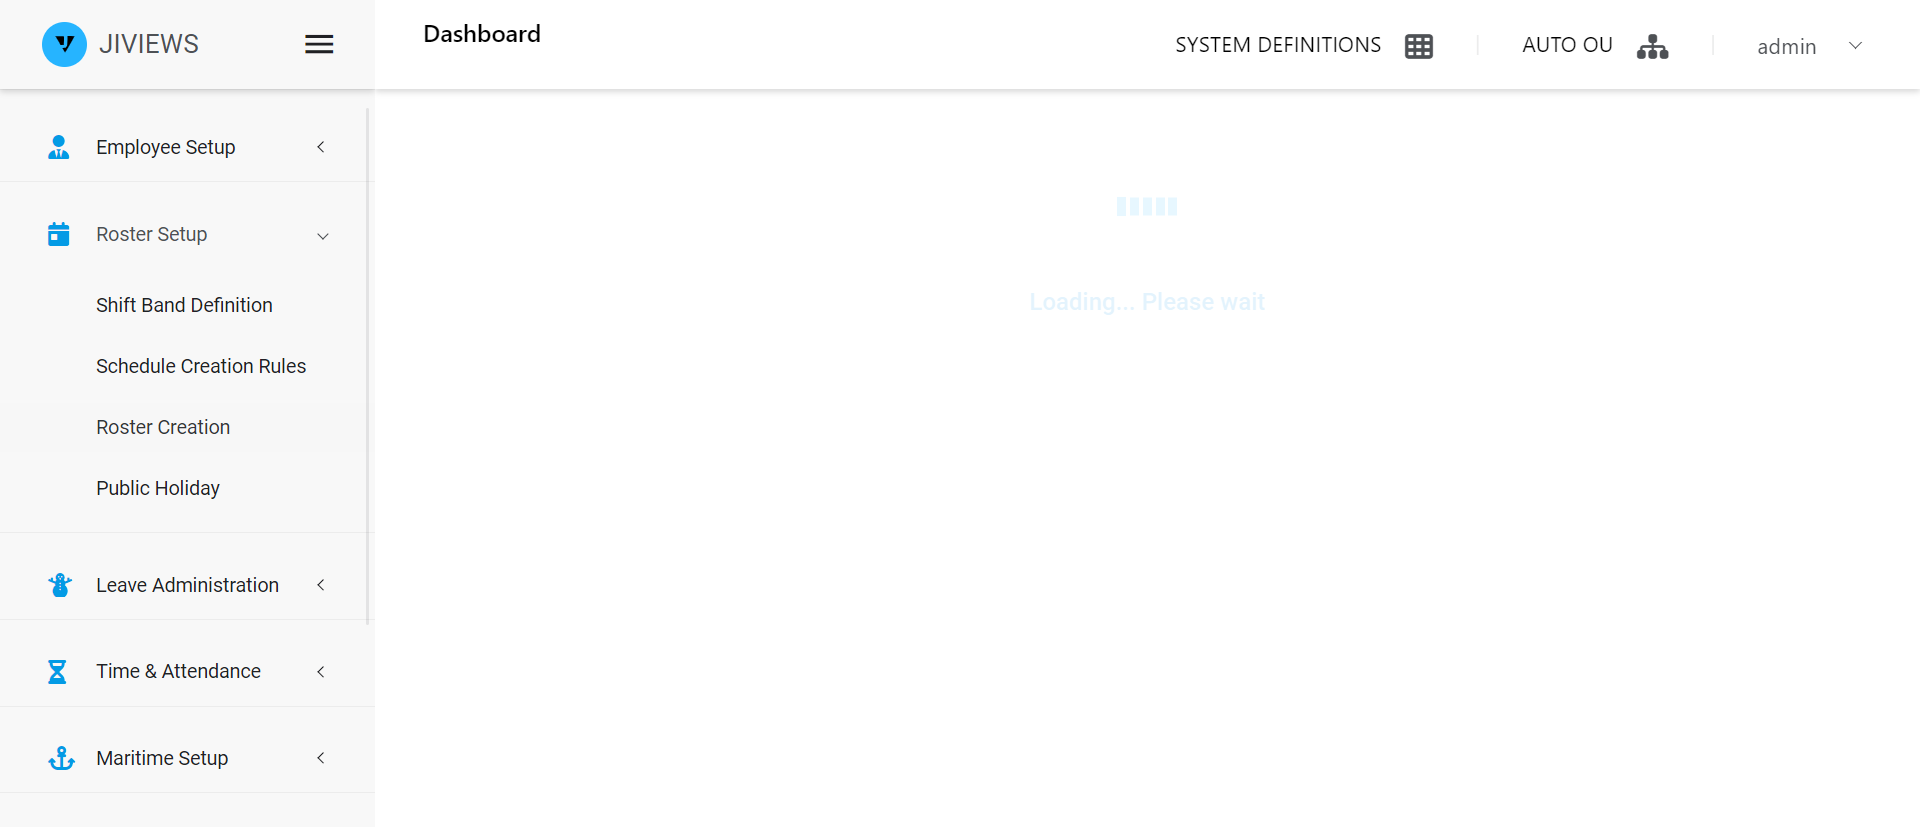 JIVIEWS
Dashboard
SYSTEM DEFINITIONS
AUTO OU
admin
Employee Setup
Roster Setup
Shift Band Definition
Schedule Creation Rules
Roster Creation
Public Holiday
Leave Administration
Time & Attendance
Maritime Setup
Loading... Please wait